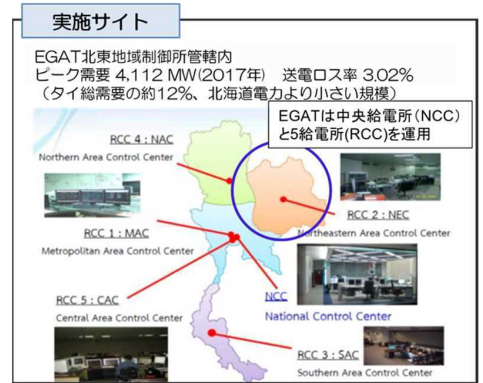 実施サイト
EGAT北東地域制御所管轄内
ピーク需要 4,112 MW(2017年)　送電ロス率 3.02%
（タイ総需要の約12%、北海道電力より小さい規模）
EGATは中央給電所（NCC）
と5給電所(RCC)を運用
RCC 4 : NAC
Northern Area Control Center
RCC 2 : NEC
Northeastern Area Control Center
RCC 1 : MAC
Metropolitan Area Control Center
NCC
National Control Center
RCC 5 : CAC
Central Area Control Center
RCC 3 : SAC
Southern Area Control Center